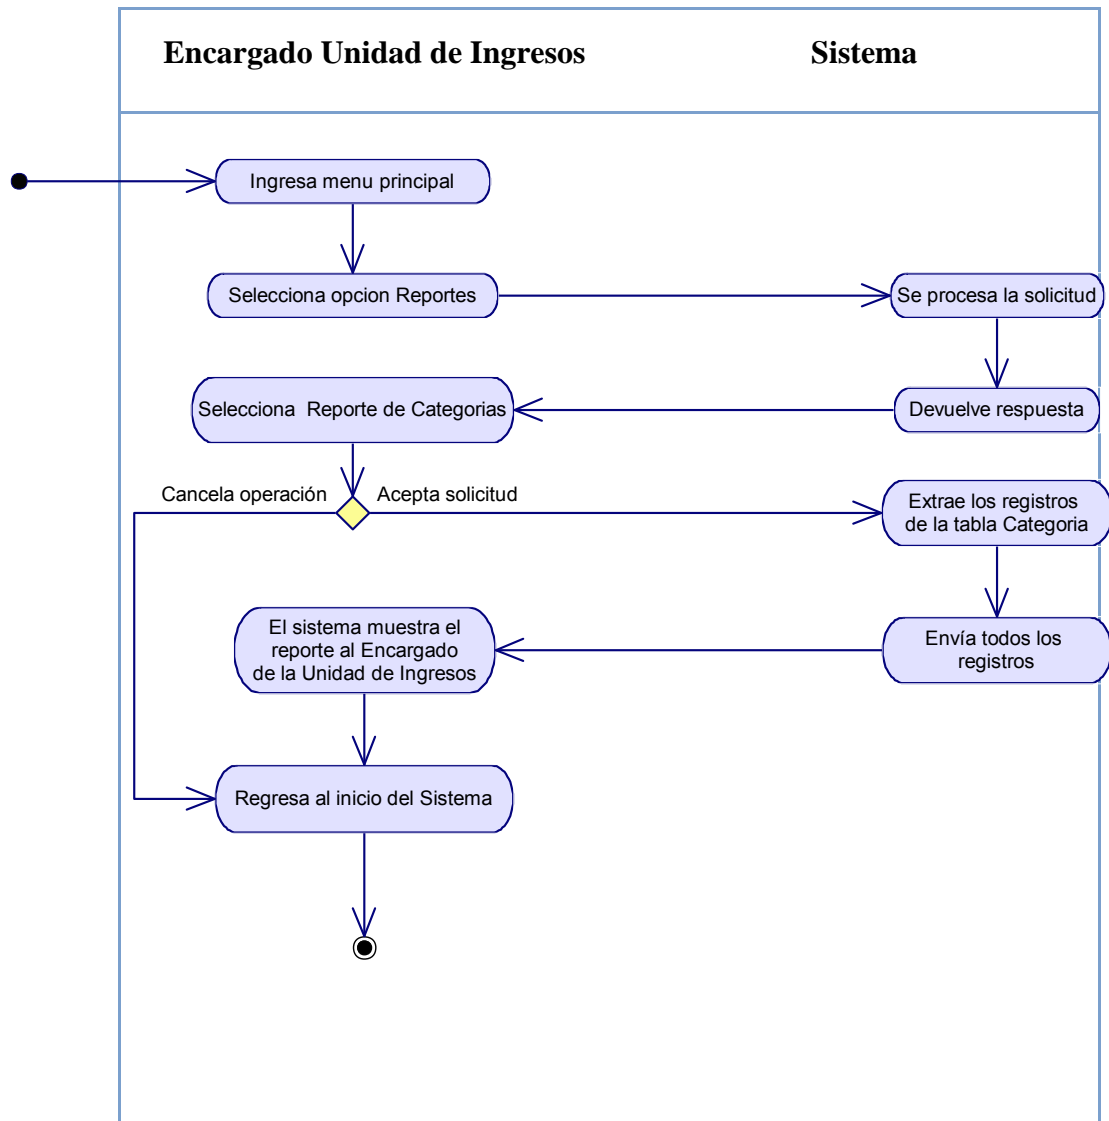 Encargado Unidad de Ingresos
Sistema
Ingresa menu principal
Selecciona opcion Reportes
Se procesa la solicitud
Selecciona  Reporte de Categorias
Devuelve respuesta
Cancela operación
Acepta solicitud
Extrae los registros
de la tabla Categoria
El sistema muestra el
reporte al Encargado
de la Unidad de Ingresos
Envía todos los
registros
Regresa al inicio del Sistema